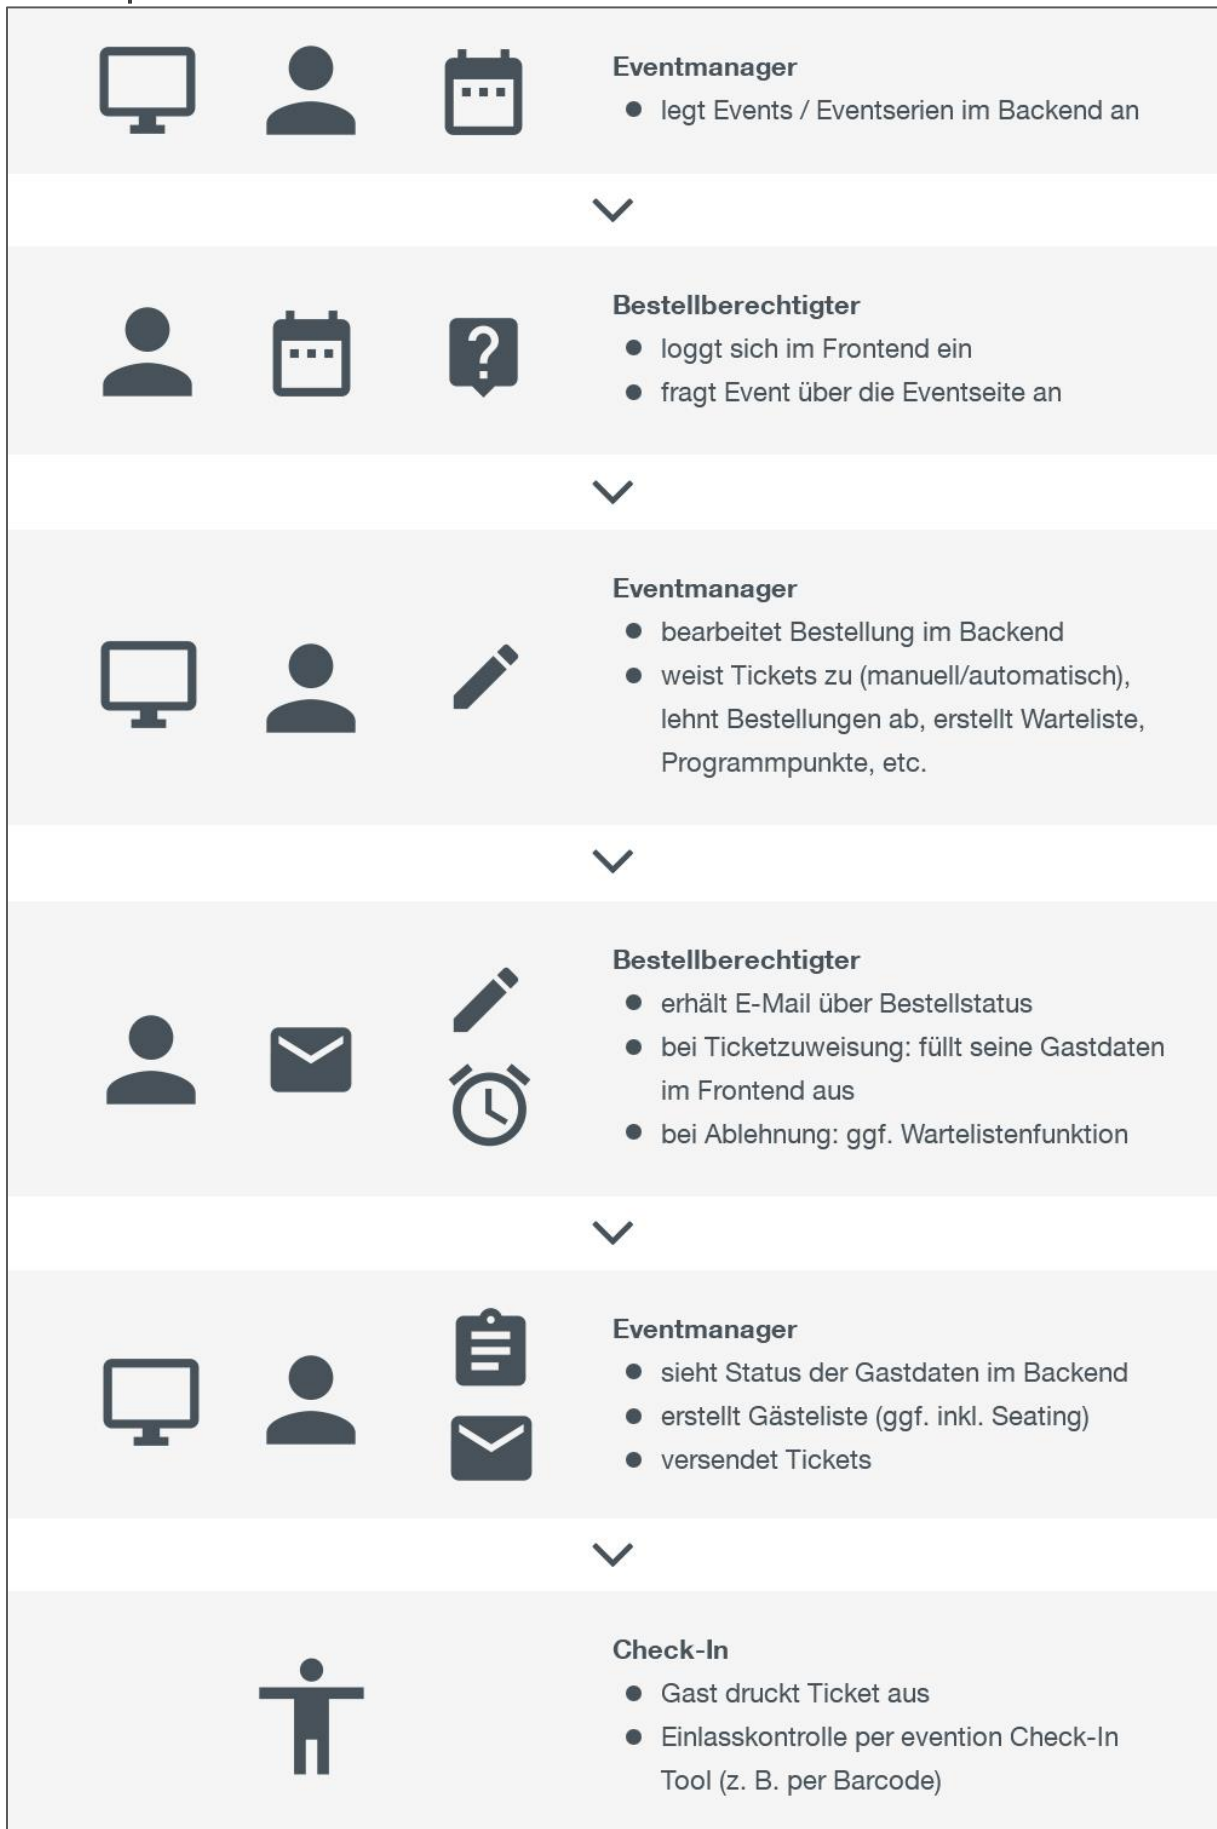 Eventmanager
● legt Events / Eventserien im Backend an
Bestellberechtigter
● loggt sich im Frontend ein
● fragt Event über die Eventseite an
Eventmanager
● bearbeitet Bestellung im Backend
● weist Tickets zu (manuell/automatisch),
lehnt Bestellungen ab, erstellt Warteliste,
Programmpunkte, etc.
Bestellberechtigter
● erhält E-Mail über Bestellstatus
● bei Ticketzuweisung: füllt seine Gastdaten
im Frontend aus
● bei Ablehnung: ggf. Wartelistenfunktion
Eventmanager
● sieht Status der Gastdaten im Backend
● erstellt Gästeliste (ggf. inkl. Seating)
● versendet Tickets
Check-In
● Gast druckt Ticket aus
● Einlasskontrolle per evention Check-In
Tool (z. B. per Barcode)